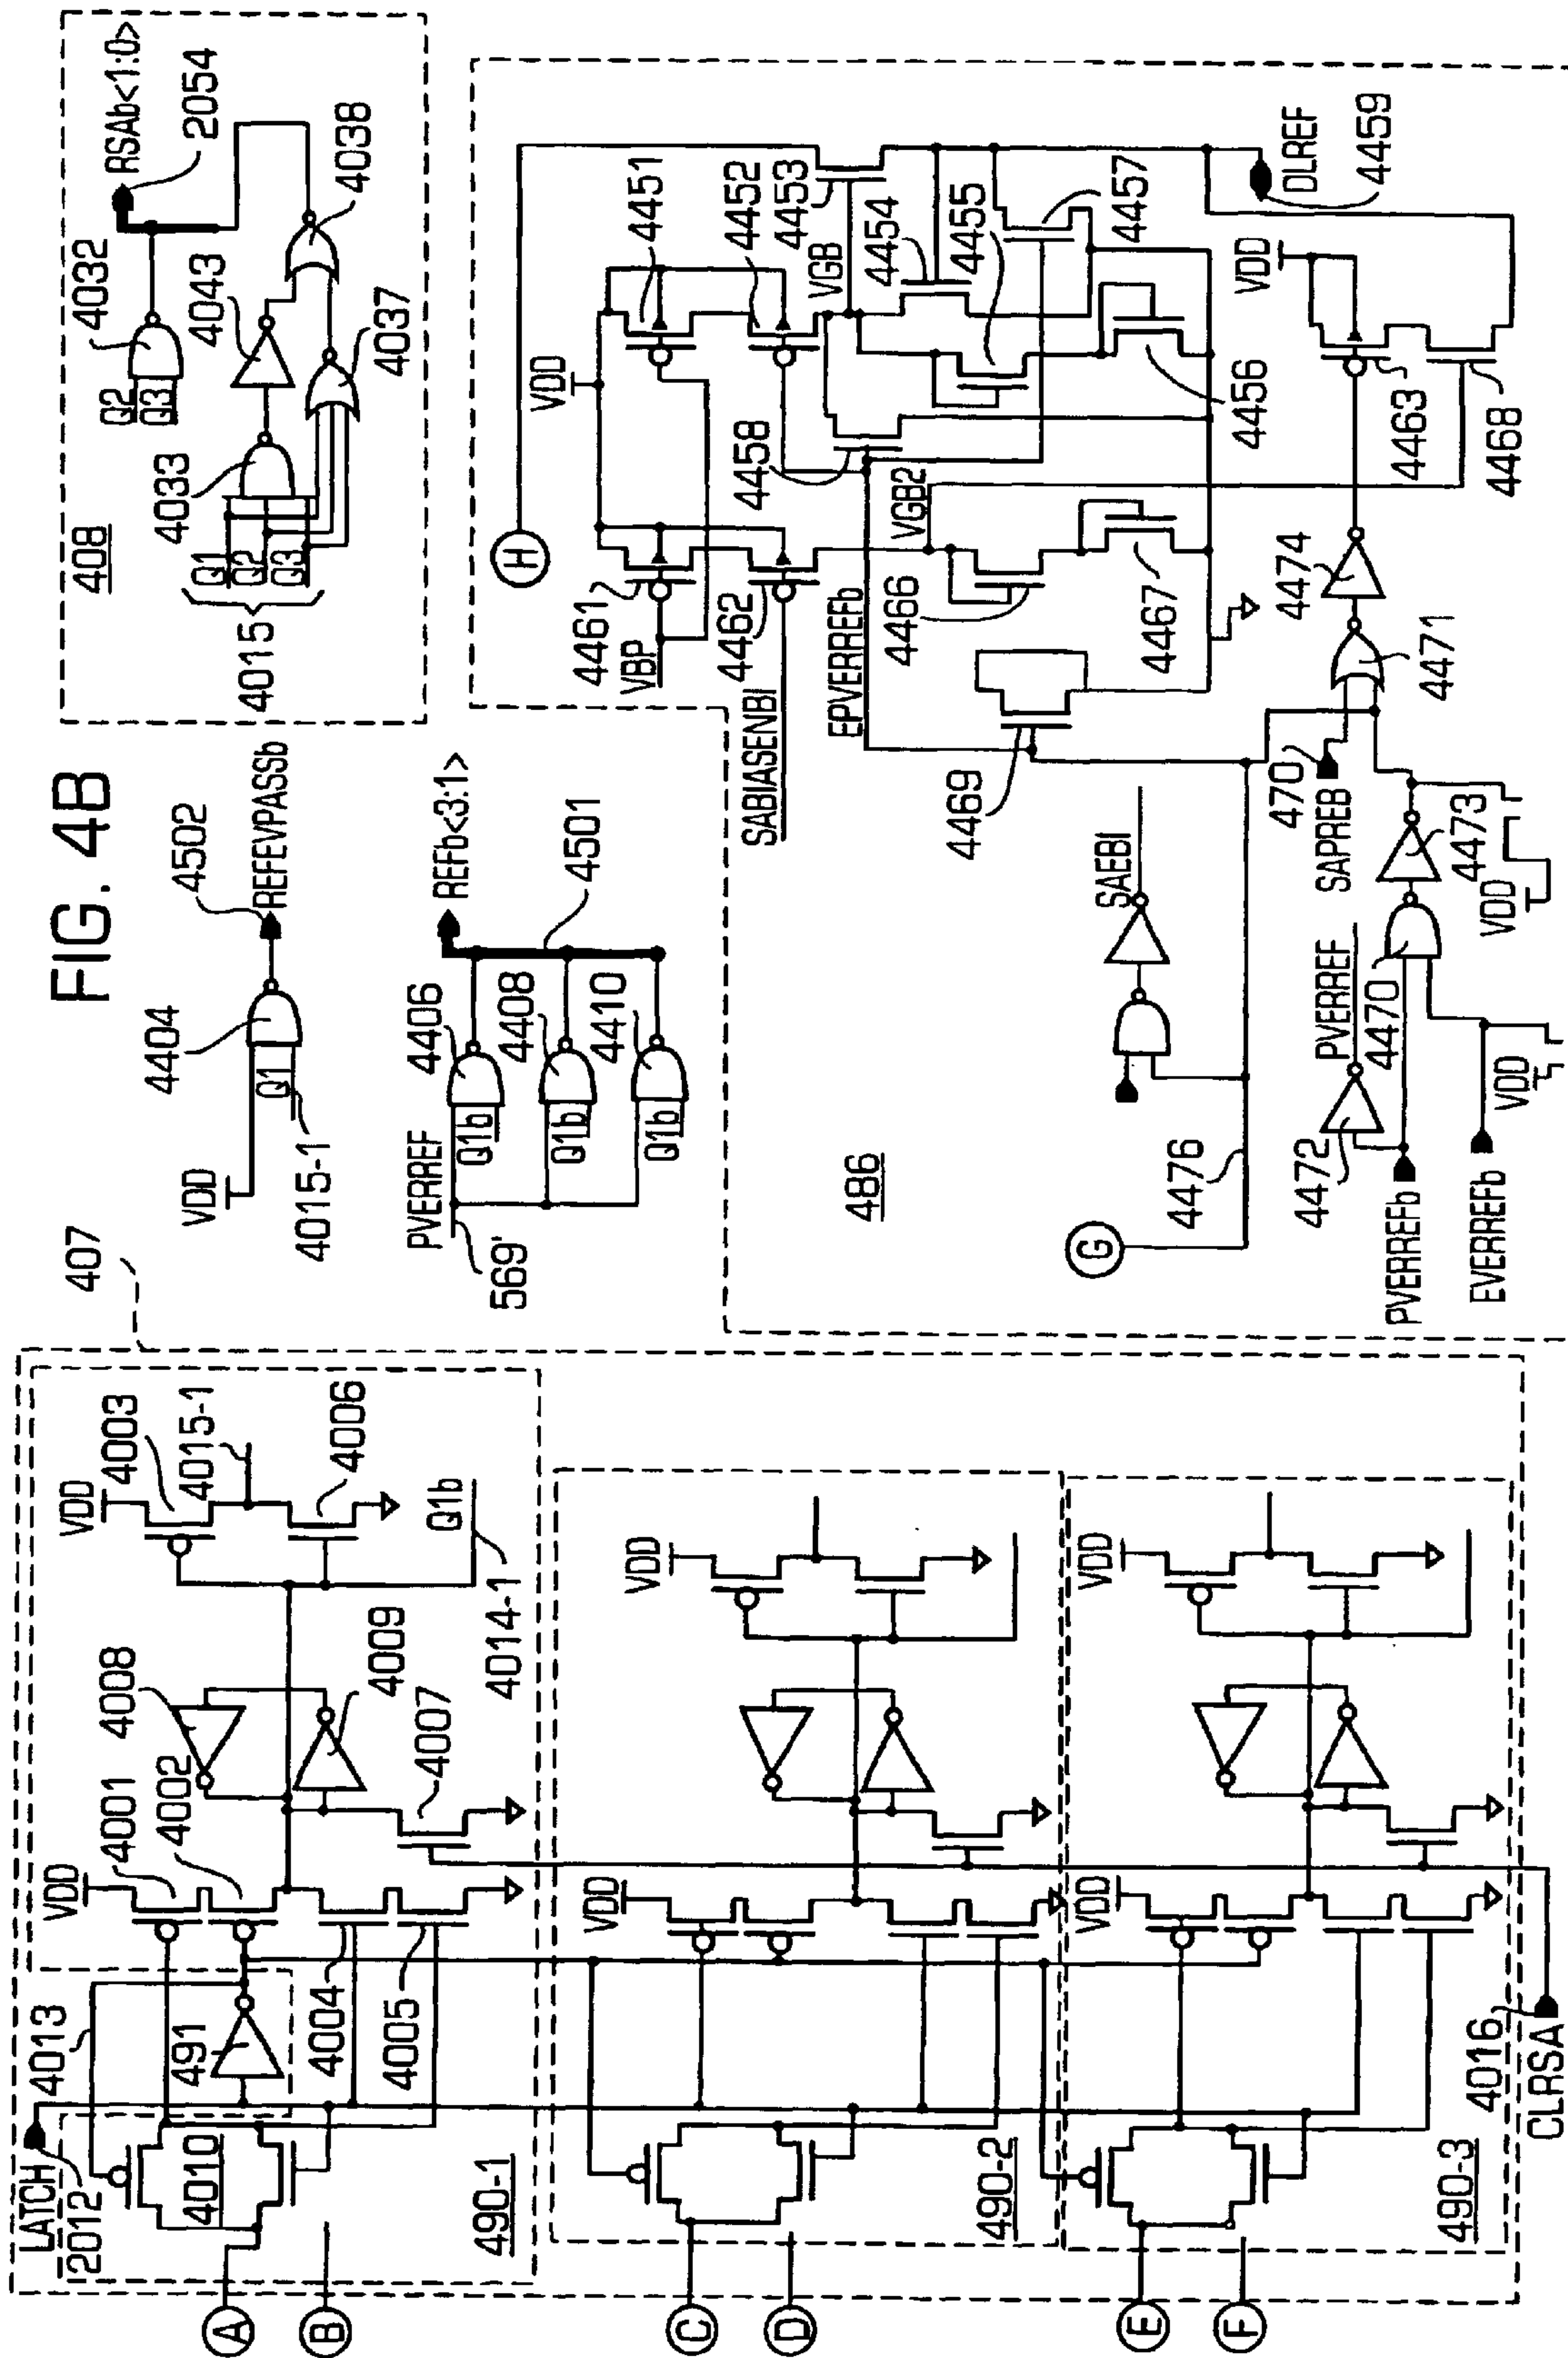 FIG. 4B
407
LATCH
2012
4013
491
4010
4001
4002
4004
4005
4008
4009
4007
4003
4015-1
4006
Q1b
4014-1
VDD
VDD
A
B
490-1
C
D
VDD
VDD
490-2
E
F
VDD
VDD
490-3
4016
CLRSA
4404
4502
REFEVPASSb
VDD
Q1
4015-1
PVERREF
569'
4406
4408
4410
Q1b
Q1b
Q1b
REFb<3:1>
4501
408
4015
Q1
Q2
Q3
4033
4043
4037
4038
Q2
Q3
4032
RSAb<1:0>
2054
486
H
VDD
4461
VBP
4462
SABIASENBI
EPVERREFb
4451
4452
4453
VGB
4454
4455
4457
4458
VGB2
4456
4466
4467
4469
DLREF
4459
VDD
4463
4468
4474
4471
SAEBI
4476
G
470
SAPREB
4473
VDD
PVERREF
4470
4472
PVERREFb
EVERREFb
VDD